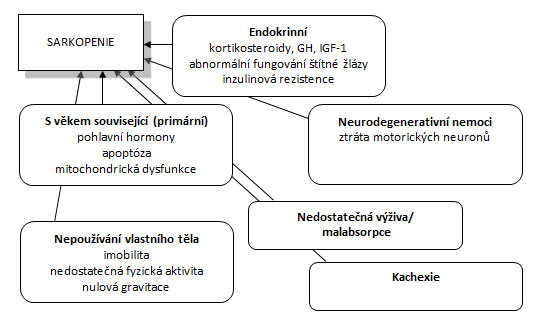 SARKOPENIE
Endokrinní
kortikosteroidy, GH, IGF-1
abnormální fungování štítné žlázy
inzulinová rezistence
S věkem související (primární)
pohlavní hormony
apoptóza
mitochondrická dysfunkce
Neurodegenerativní nemoci
ztráta motorických neuronů
Nedostatečná výživa/
malabsorpce
Nepoužívání vlastního těla
imobilita
nedostatečná fyzická aktivita
nulová gravitace
Kachexie